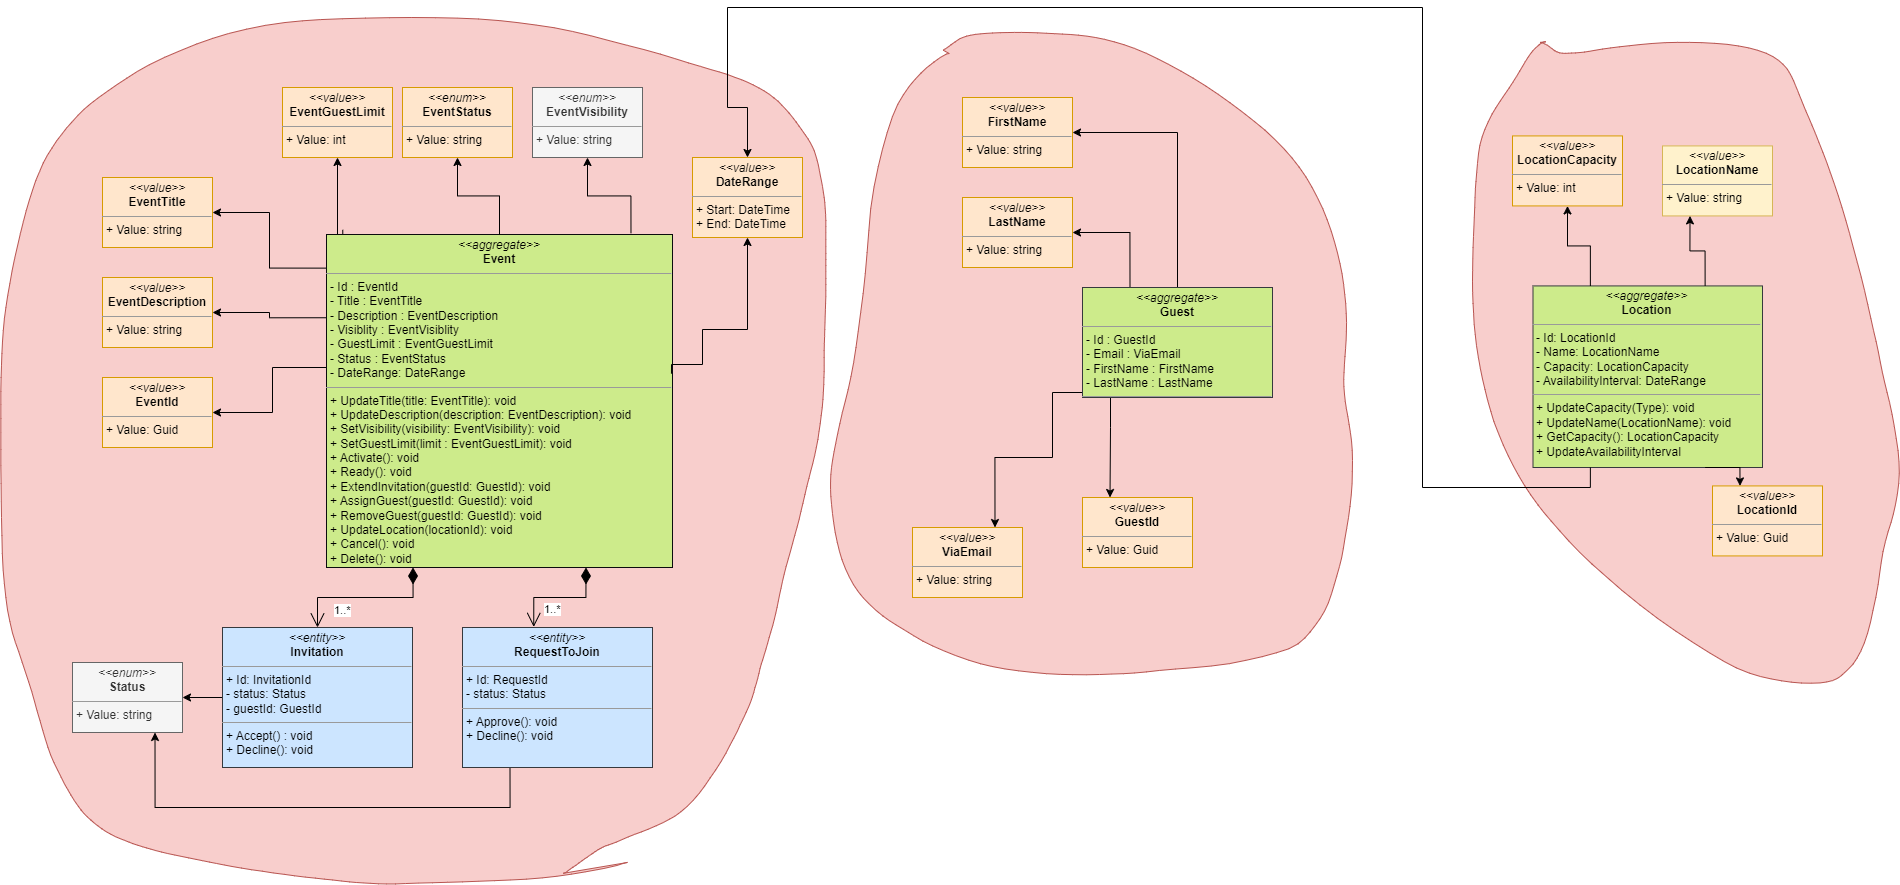 <<value>>
EventGuestLimit
+ Value: int
<<enum>>
EventStatus
+ Value: string
<<enum>>
EventVisibility
+ Value: string
<<value>>
DateRange
+ Start: DateTime
+ End: DateTime
<<value>>
EventTitle
+ Value: string
<<value>>
EventDescription
+ Value: string
<<value>>
EventId
+ Value: Guid
<<aggregate>>
Event
- Id : EventId
- Title : EventTitle
- Description : EventDescription
- Visiblity : EventVisiblity
- GuestLimit : EventGuestLimit
- Status : EventStatus
- DateRange: DateRange
+ UpdateTitle(title: EventTitle): void
+ UpdateDescription(description: EventDescription): void
+ SetVisibility(visibility: EventVisibility): void
+ SetGuestLimit(limit : EventGuestLimit): void
+ Activate(): void
+ Ready(): void
+ ExtendInvitation(guestId: GuestId): void
+ AssignGuest(guestId: GuestId): void
+ RemoveGuest(guestId: GuestId): void
+ UpdateLocation(locationId): void
+ Cancel(): void
+ Delete(): void
1..*
1..*
<<entity>>
Invitation
+ Id: InvitationId
- status: Status
- guestId: GuestId
+ Accept() : void
+ Decline(): void
<<entity>>
RequestToJoin
+ Id: RequestId
- status: Status
+ Approve(): void
+ Decline(): void
<<enum>>
Status
+ Value: string
<<value>>
FirstName
+ Value: string
<<value>>
LastName
+ Value: string
<<aggregate>>
Guest
- Id : GuestId
- Email : ViaEmail
- FirstName : FirstName
- LastName : LastName
<<value>>
GuestId
+ Value: Guid
<<value>>
ViaEmail
+ Value: string
<<value>>
LocationCapacity
+ Value: int
<<value>>
LocationName
+ Value: string
<<aggregate>>
Location
- Id: LocationId
- Name: LocationName
- Capacity: LocationCapacity
- AvailabilityInterval: DateRange
+ UpdateCapacity(Type): void
+ UpdateName(LocationName): void
+ GetCapacity(): LocationCapacity
+ UpdateAvailabilityInterval
<<value>>
LocationId
+ Value: Guid